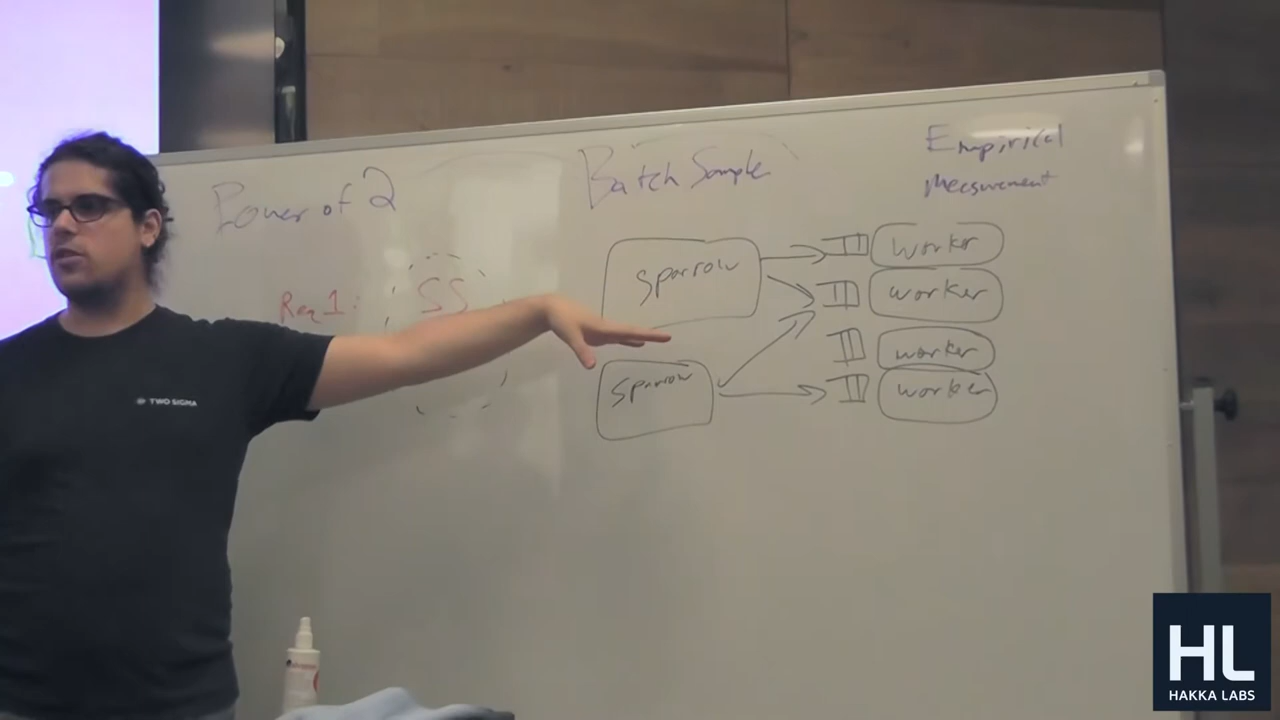 Power of 2
Batch Sample
Empirical
Measurement
Req 1:
SS
sparrow
sparrow
worker
worker
worker
worker
TWO SIGMA
HL
HAKKA LABS